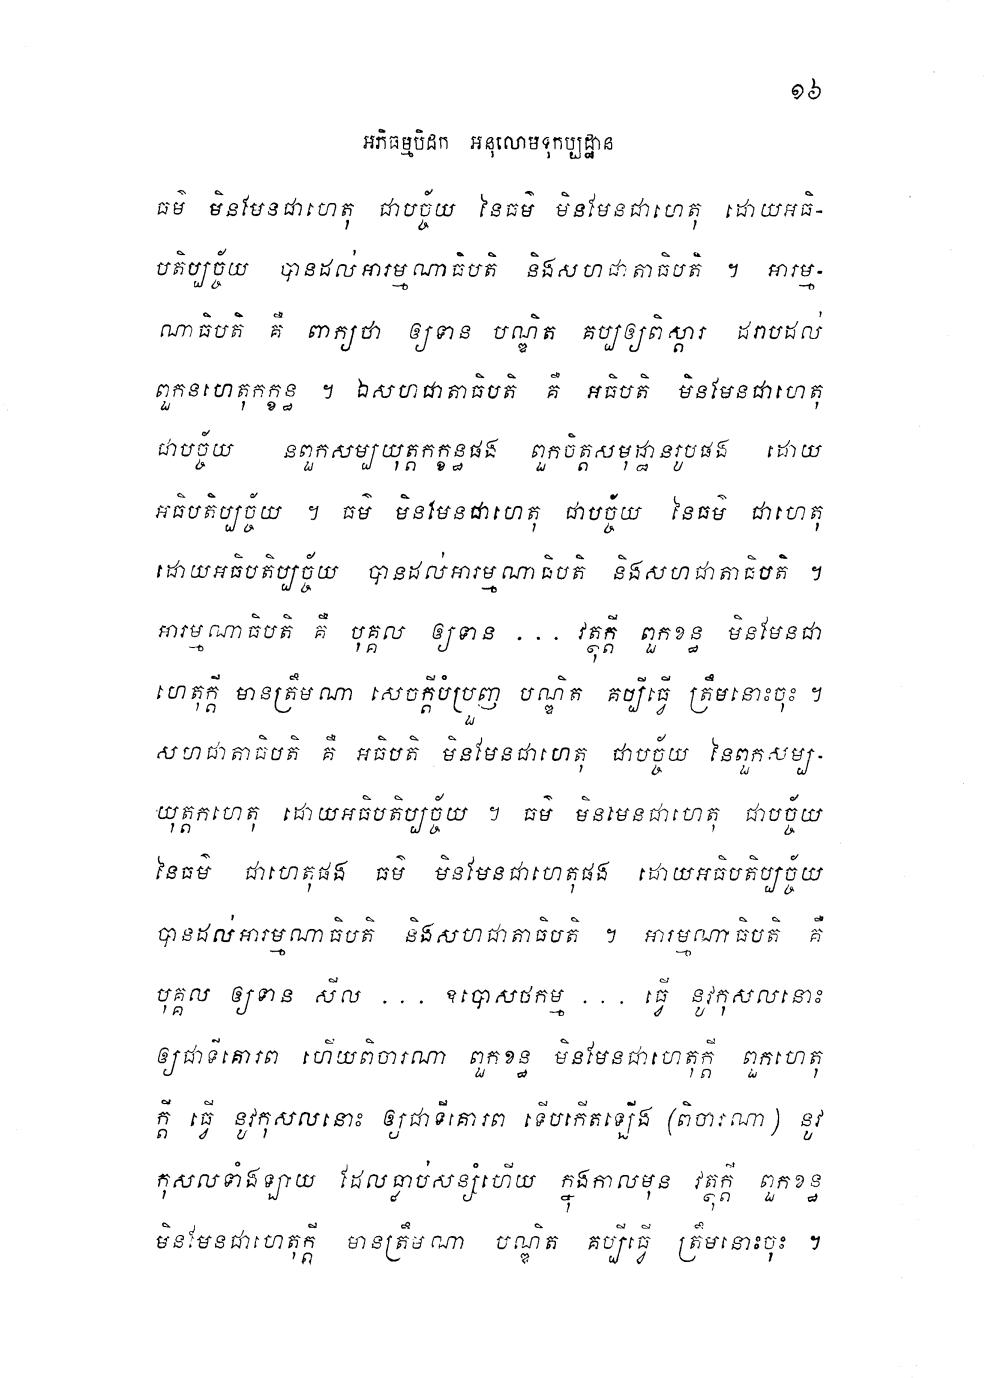 ១៦
អភិធម្មបិដក អនុលោមទុកប្បដ្ឋាន
ធម៌ មិនមែនជាហេតុ ជាបច្ច័យ នៃធម៌ មិនមែនជាហេតុ ដោយអធិ-
បតិប្បច្ច័យ បានដល់អារម្មណាធិបតិ និងសហជាតាធិបតិ ។ អារម្ម-
ណាធិបតិ គឺ ពាក្យថា ឲ្យទាន បណ្ឌិត គប្បឲ្យពិស្តារ ដរាបដល់
ពួកនហេតុកក្ខន្ធ ។ ឯសហជាតាធិបតិ គឺ អធិបតិ មិនមែនជាហេតុ
ជាបច្ច័យ នពួកសម្បយុត្តកក្ខន្ធផង ពួកចិត្តសមុដ្ឋានរូបផង ដោយ
អធិបតិប្បច្ច័យ ។ ធម៌ មិនមែនជាហេតុ ជាបច្ច័យ នៃធម៌ ជាហេតុ
ដោយអធិបតិប្បច្ច័យ បានដល់អារម្មណាធិបតិ និងសហជាតាធិបតិ ។
អារម្មណាធិបតិ គឺ បុគ្គល ឲ្យទាន ... វត្ថុក្តី ពួកខន្ធ មិនមែនជា
ហេតុក្តី មានត្រឹមណា សេចក្តីបំប្រួញ បណ្ឌិត គប្បីធ្វើ ត្រឹមនោះចុះ ។
សហជាតាធិបតិ គឺ អធិបតិ មិនមែនជាហេតុ ជាបច្ច័យ នៃពួកសម្ប-
យុត្តកហេតុ ដោយអធិបតិប្បច្ច័យ ។ ធម៌ មិនមែនជាហេតុ ជាបច្ច័យ
នៃធម៌ ជាហេតុផង ធម៌ មិនមែនជាហេតុផង ដោយអធិបតិប្បច្ច័យ
បានដល់អារម្មណាធិបតិ និងសហជាតាធិបតិ ។ អារម្មណាធិបតិ គឺ
បុគ្គល ឲ្យទាន សីល ... ឧបោសថកម្ម ... ធ្វើ នូវកុសលនោះ
ឲ្យជាទីគោរព ហើយពិចារណា ពួកខន្ធ មិនមែនជាហេតុក្តី ពួកហេតុ
ក្តី ធ្វើ នូវកុសលនោះ ឲ្យជាទីគោរព ទើបកើតឡើង (ពិចារណា) នូវ
កុសលទាំងឡាយ ដែលធ្លាប់សន្សំហើយ ក្នុងកាលមុន វត្ថុក្តី ពួកខន្ធ
មិនមែនជាហេតុក្តី មានត្រឹមណា បណ្ឌិត គប្បីធ្វើ ត្រឹមនោះចុះ ។